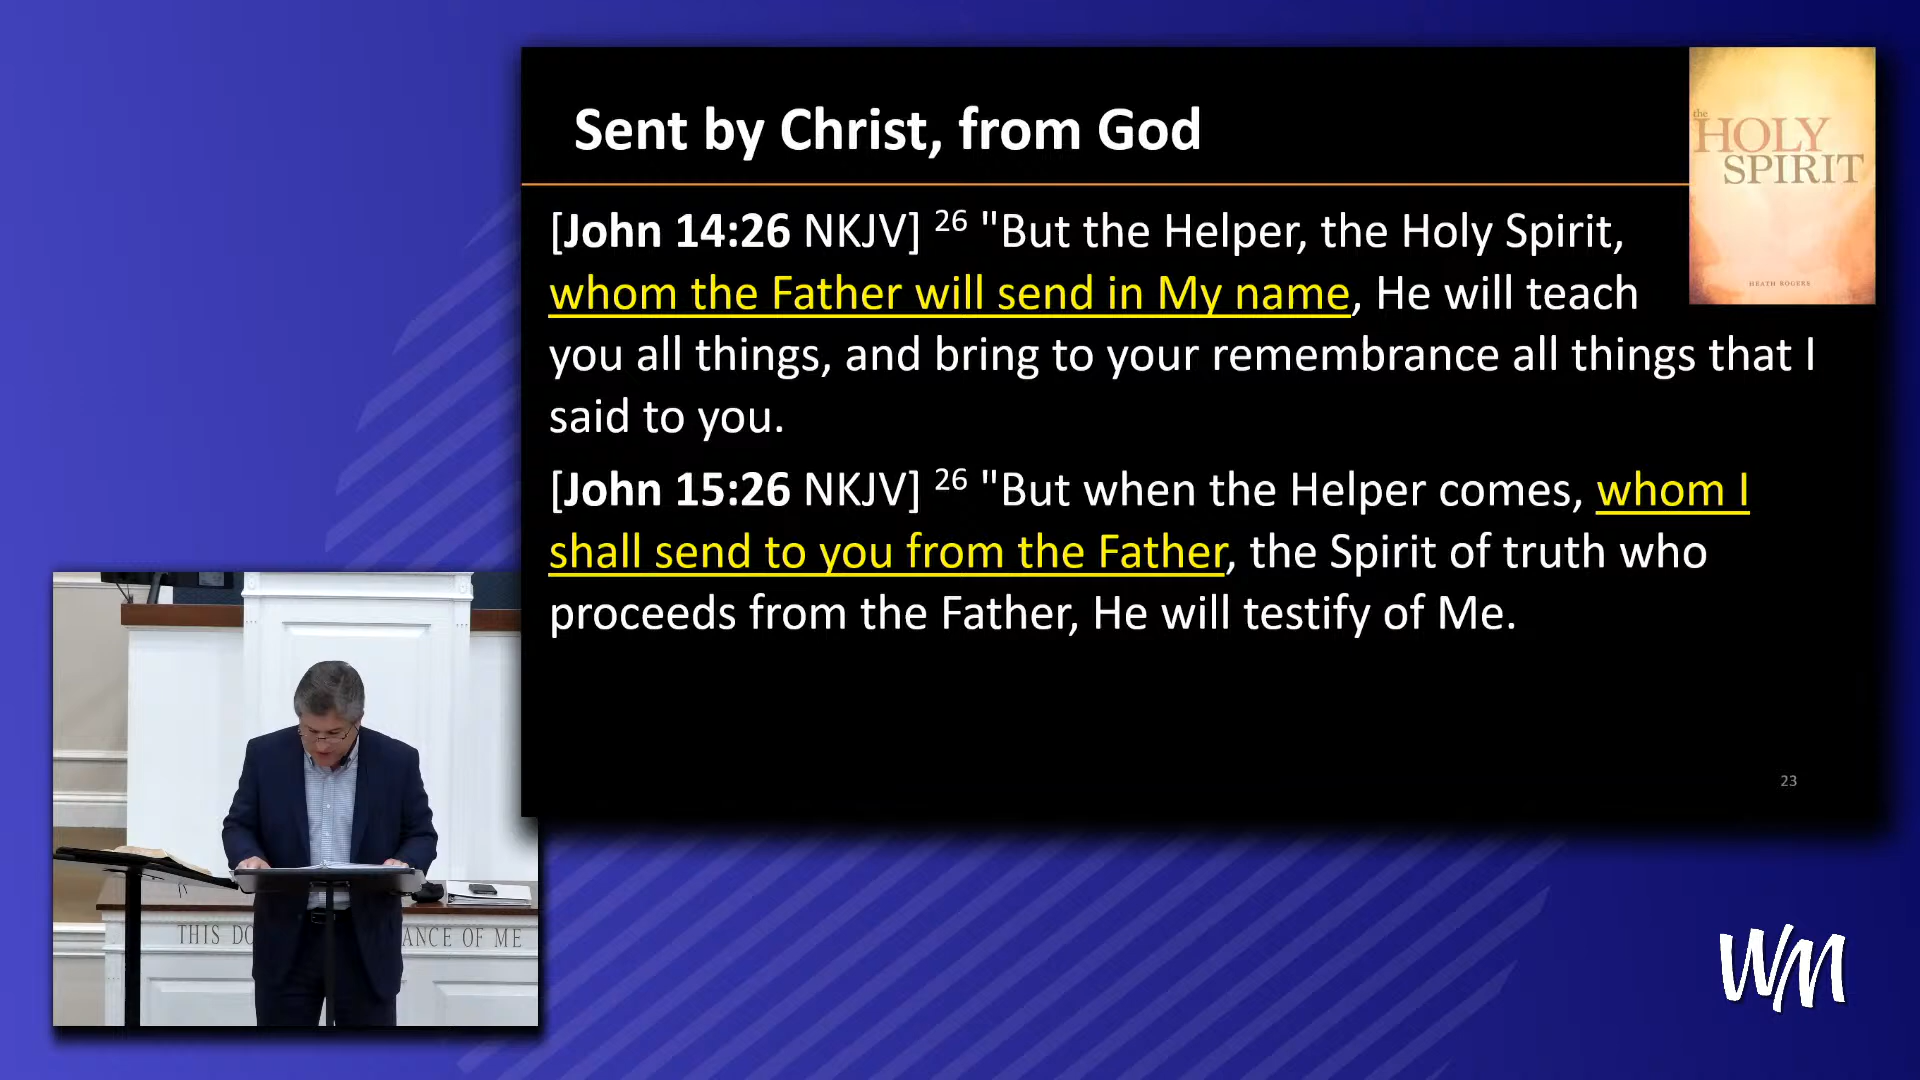 Sent by Christ, from God
the
HOLY
SPIRIT
HEATH ROGERS
[John 14:26 NKJV] 26 "But the Helper, the Holy Spirit,
whom the Father will send in My name, He will teach
you all things, and bring to your remembrance all things that I
said to you.
[John 15:26 NKJV] 26 "But when the Helper comes, whom I
shall send to you from the Father, the Spirit of truth who
proceeds from the Father, He will testify of Me.
23
THIS DO ANCE OF ME
WM